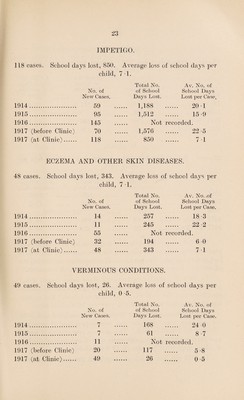 23
IMPETIGO.
118 cases. School days lost, 850. Average loss of school days per
child, 7·1.
Total No. Av. No. of
No. of of School School Days
New Cases. Days Lost. Lost per Case.
1914 ..................... 59 ...... 1,188 ...... 20·1
1915 ..................... 95 ...... 1,512 ...... 15·9
1916 ..................... 145 ...... Not recorded.
1917 (before Clinic) 70 ...... 1,576 ...... 22·5
1917 (at Clinic) ...... 118 ...... 850 ...... 7·1
ECZEMA AND OTHER SKIN DISEASES.
48 cases. School days lost, 343. Average loss of school days per
child, 7·1.
Total No. Av. No. of
No. of of School School Days
New Cases. Days Lost. Lost per Case.
1914 ..................... 14 ...... 257 ...... 18·3
1915 ..................... 11 ...... 245 ...... 22·2
1916 ..................... 55 ...... Not recorded.
1917 (before Clinic) 32 ...... 194 ...... 6·0
1917 (at Clinic) ...... 48 ...... 343 ...... 7·1
VERMINOUS CONDITIONS.
49 cases. School days lost, 26. Average loss of school days per
child, 0·5.
Total No. Av. No. of
No. of of School School Days
New Cases. Days Lost. Lost per Case.
1914 ..................... 7 ...... 168 ...... 24·0
1915 ..................... 7 ...... 61 ...... 8·7
1916 ..................... 11 ...... Not recorded.
1917 (before Clinic) 20 ...... 117 ...... 5·8
1917 (at Clinic) ...... 49 ...... 26 ...... 0·5